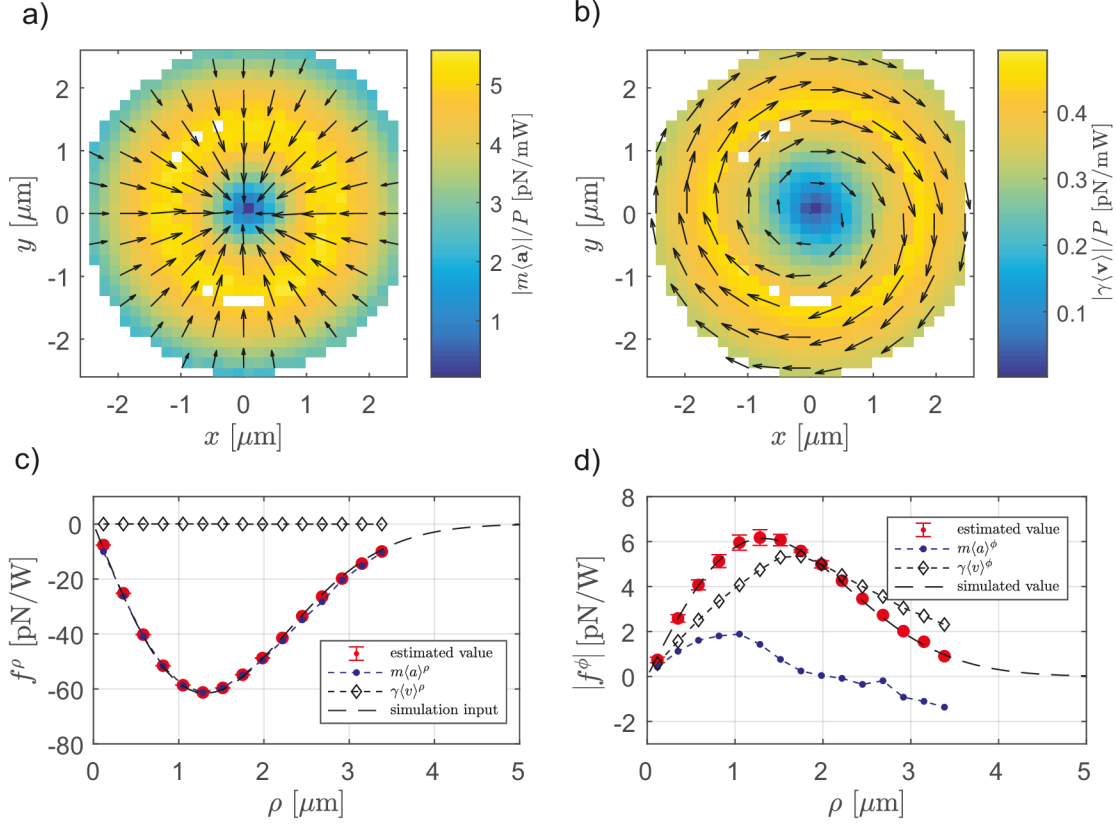 a)
b)
2
1
0
-1
-2
y [μm]
-2 -1 0 1 2
x [μm]
5
4
3
2
1
|m⟨a⟩|/P [pN/mW]
2
1
0
-1
-2
y [μm]
-2 -1 0 1 2
x [μm]
0.4
0.3
0.2
0.1
|γ⟨v⟩|/P [pN/mW]
c)
d)
0
-20
-40
-60
-80
f^ρ [pN/W]
estimated value
m⟨a⟩^ρ
γ⟨v⟩^ρ
simulation input
0 1 2 3 4 5
ρ [μm]
8
6
4
2
0
-2
|f^ϕ| [pN/W]
estimated value
m⟨a⟩^ϕ
γ⟨v⟩^ϕ
simulated value
0 1 2 3 4 5
ρ [μm]